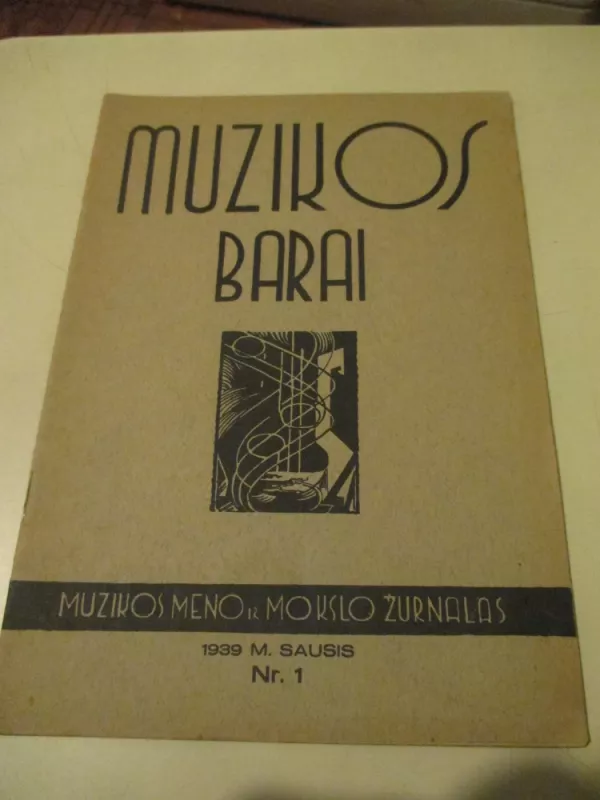 MUZIKOS
BARAI
MUZIKOS MENO IR MOKSLO ŽURNALAS
1939 M. SAUSIS
Nr. 1